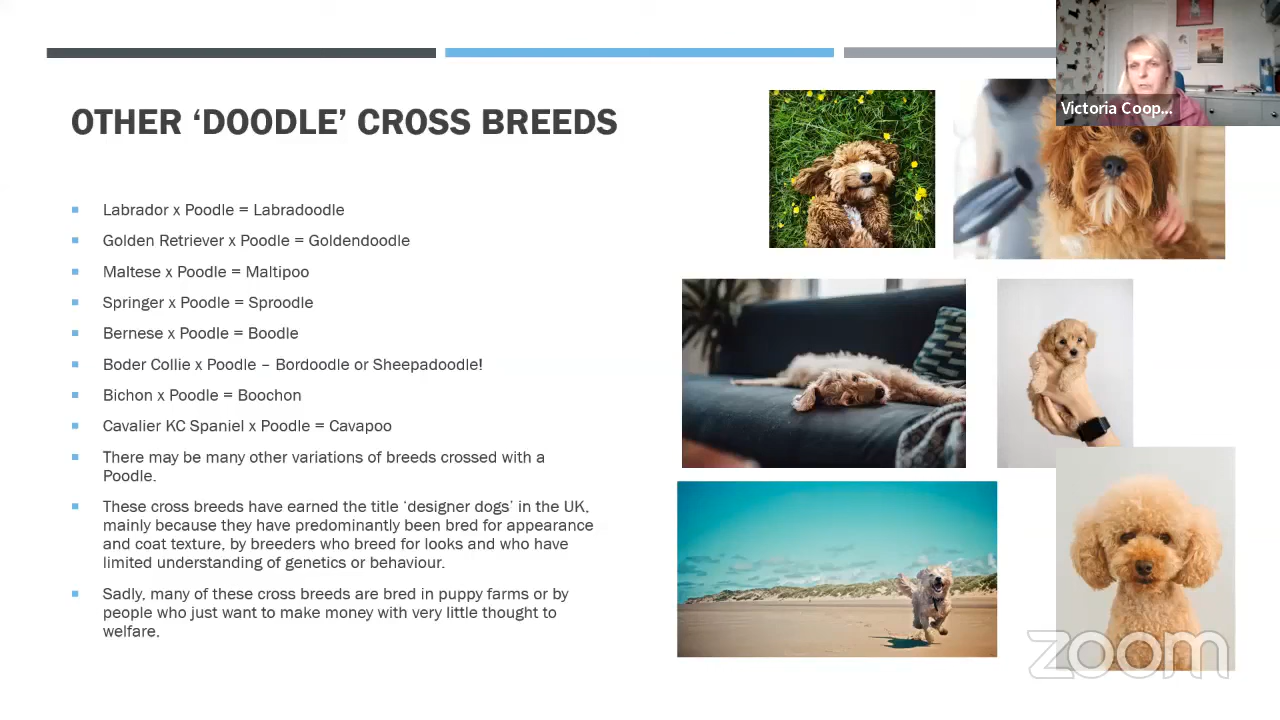 OTHER ‘DOODLE’ CROSS BREEDS
Labrador x Poodle = Labradoodle
Golden Retriever x Poodle = Goldendoodle
Maltese x Poodle = Maltipoo
Springer x Poodle = Sproodle
Bernese x Poodle = Boodle
Boder Collie x Poodle – Bordoodle or Sheepadoodle!
Bichon x Poodle = Boochon
Cavalier KC Spaniel x Poodle = Cavapoo
There may be many other variations of breeds crossed with a
Poodle.
These cross breeds have earned the title ‘designer dogs’ in the UK,
mainly because they have predominantly been bred for appearance
and coat texture, by breeders who breed for looks and who have
limited understanding of genetics or behaviour.
Sadly, many of these cross breeds are bred in puppy farms or by
people who just want to make money with very little thought to
welfare.
Victoria Coop...
zoom